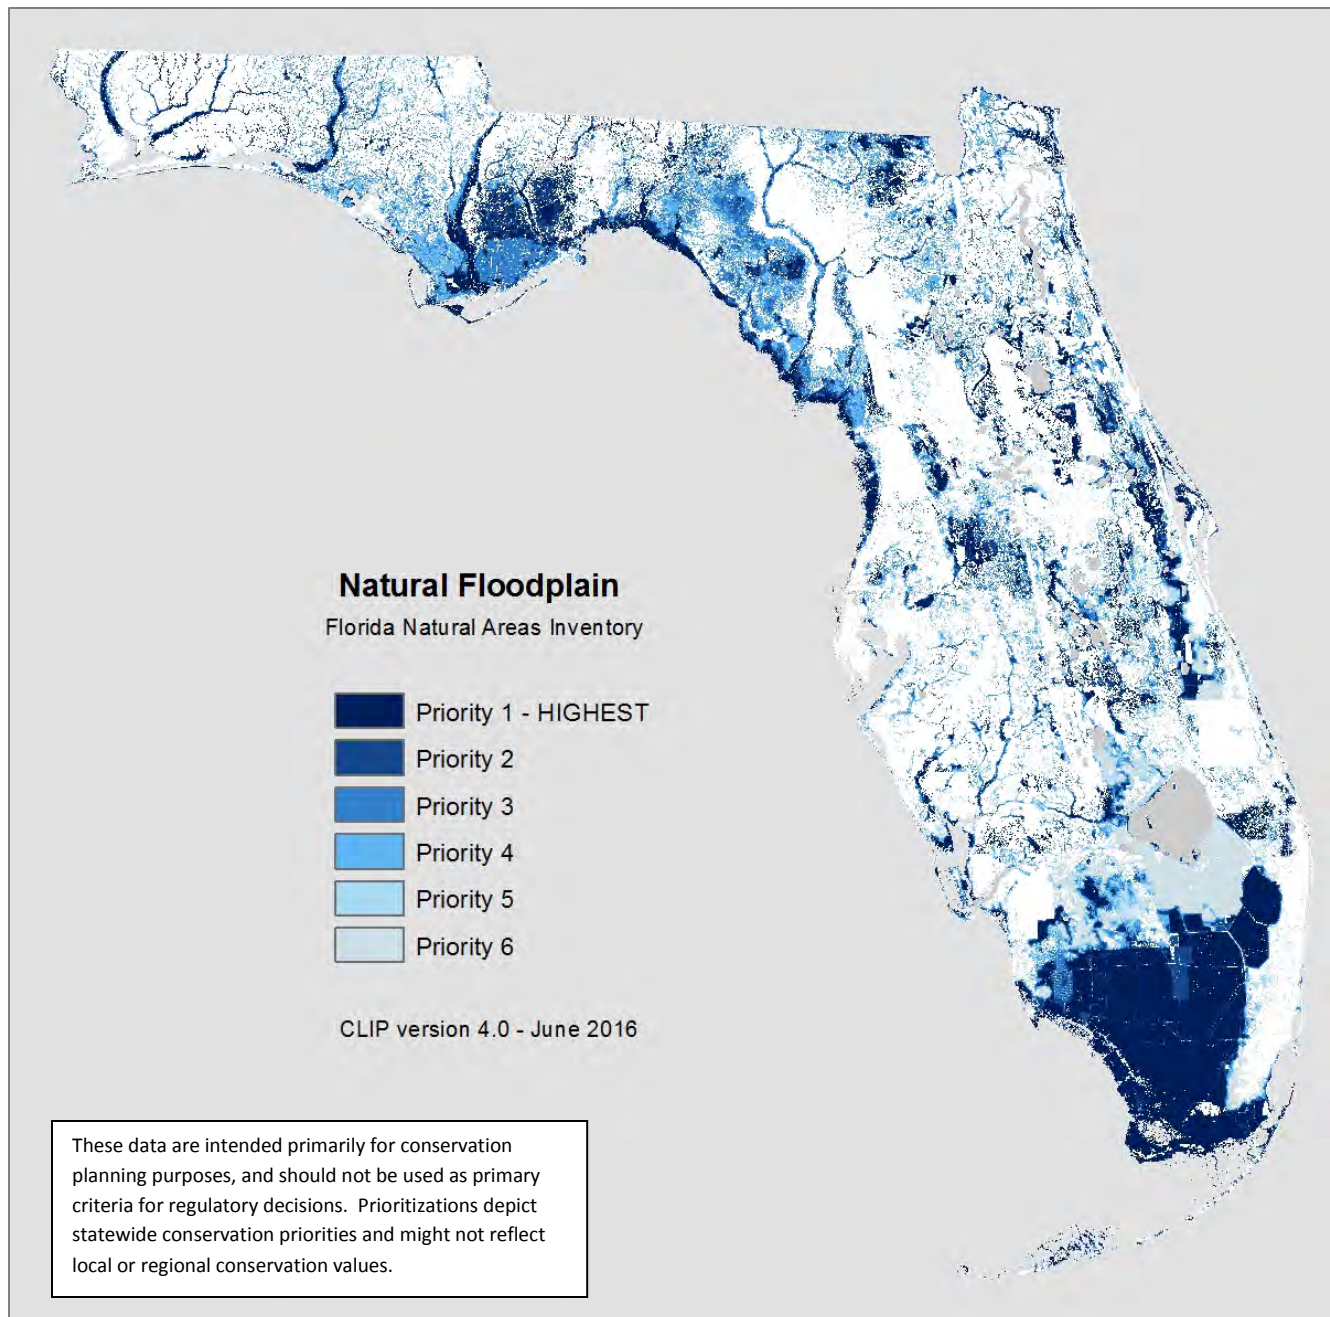 Natural Floodplain
Florida Natural Areas Inventory
Priority 1 - HIGHEST
Priority 2
Priority 3
Priority 4
Priority 5
Priority 6
CLIP version 4.0 - June 2016
These data are intended primarily for conservation
planning purposes, and should not be used as primary
criteria for regulatory decisions.  Prioritizations depict
statewide conservation priorities and might not reflect
local or regional conservation values.